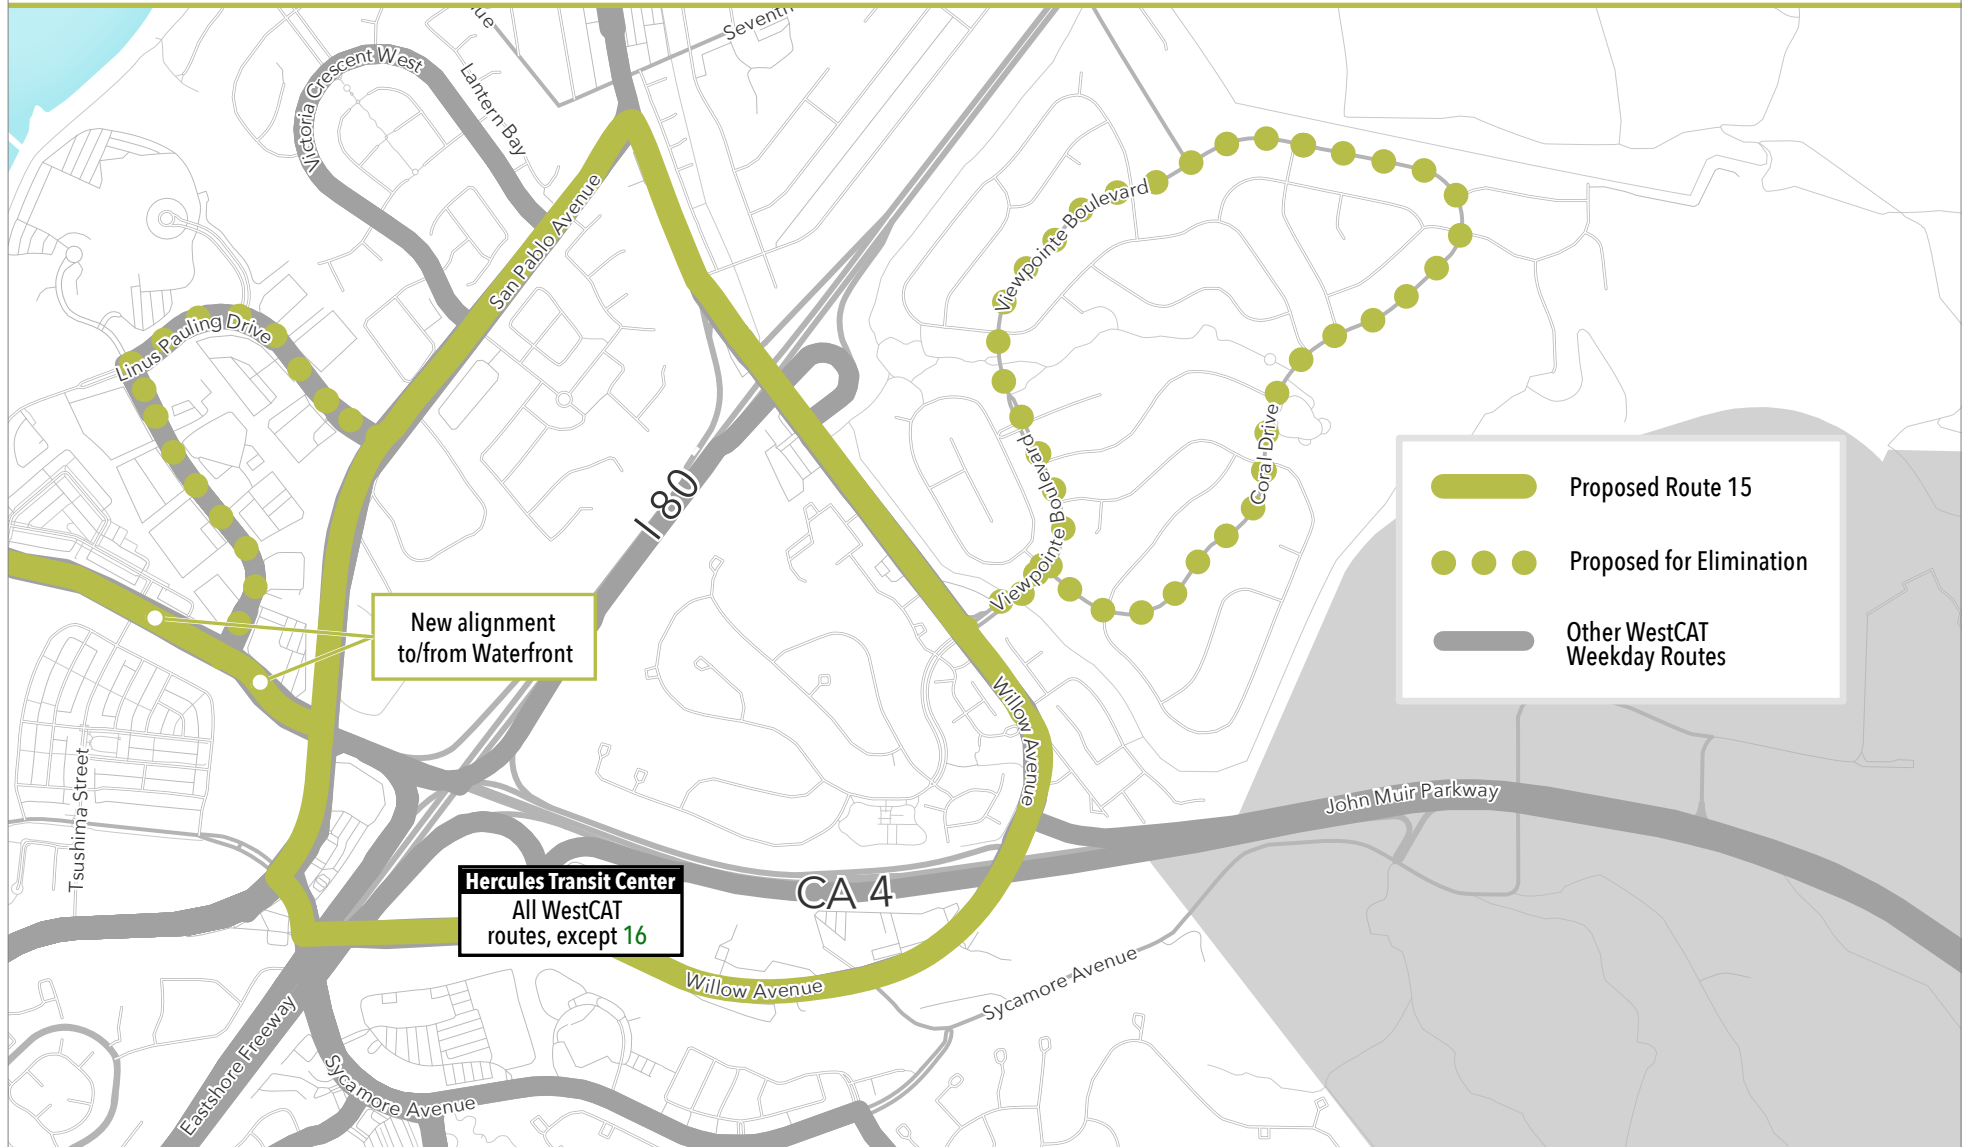 ue
Seventh
Victoria Crescent West
Lantern Bay
San Pablo Avenue
Viewpointe Boulevard
Linus Pauling Drive
I 80
Viewpointe Boulevard
Coral Drive
Viewpointe Boulevard
Proposed Route 15
Proposed for Elimination
Other WestCAT
Weekday Routes
New alignment
to/from Waterfront
Willow Avenue
Tsushima Street
John Muir Parkway
Hercules Transit Center
All WestCAT
routes, except 16
CA 4
Willow Avenue
Sycamore Avenue
Eastshore Freeway
Sycamore Avenue